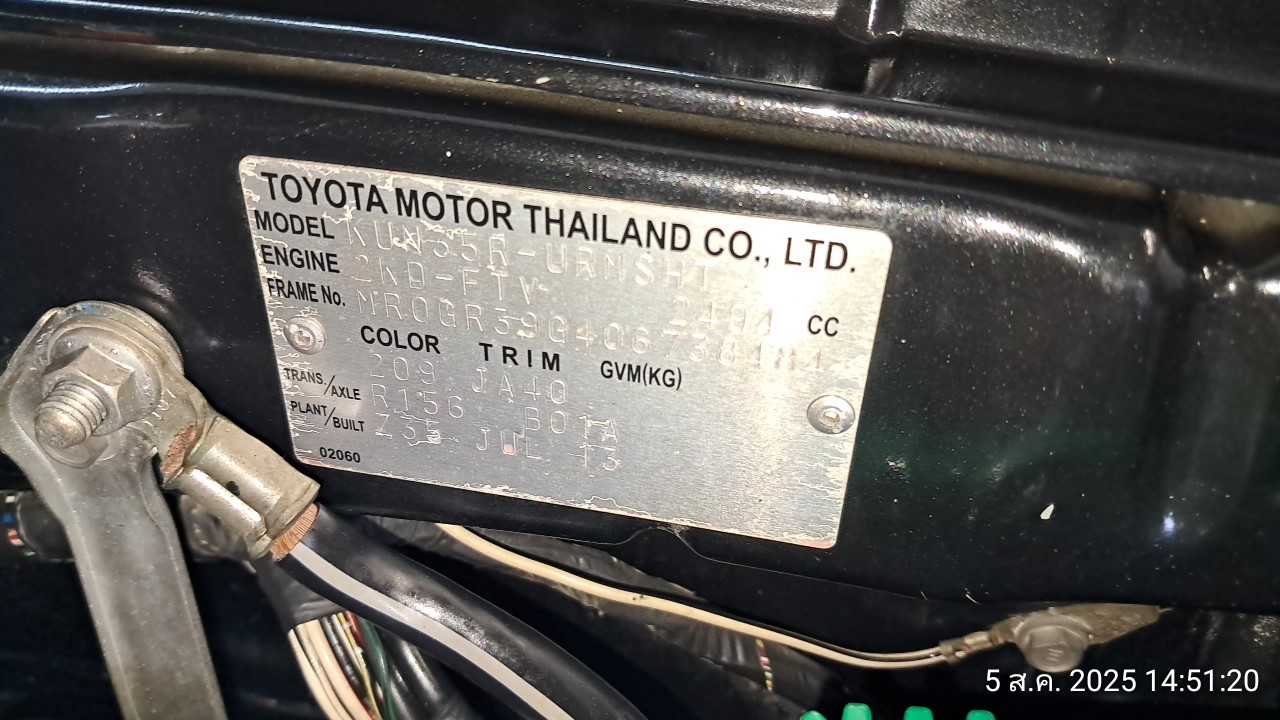 TOYOTA MOTOR THAILAND CO., LTD.
MODEL KUN35R-URMSHT
ENGINE 2KD-FTV 2494 CC
FRAME No.
COLOR TRIM GVM(KG)
209 JA40
TRANS./AXLE R156 B01A
PLANT/BUILT Z35 JUL 13
02060
5 ส.ค. 2025 14:51:20